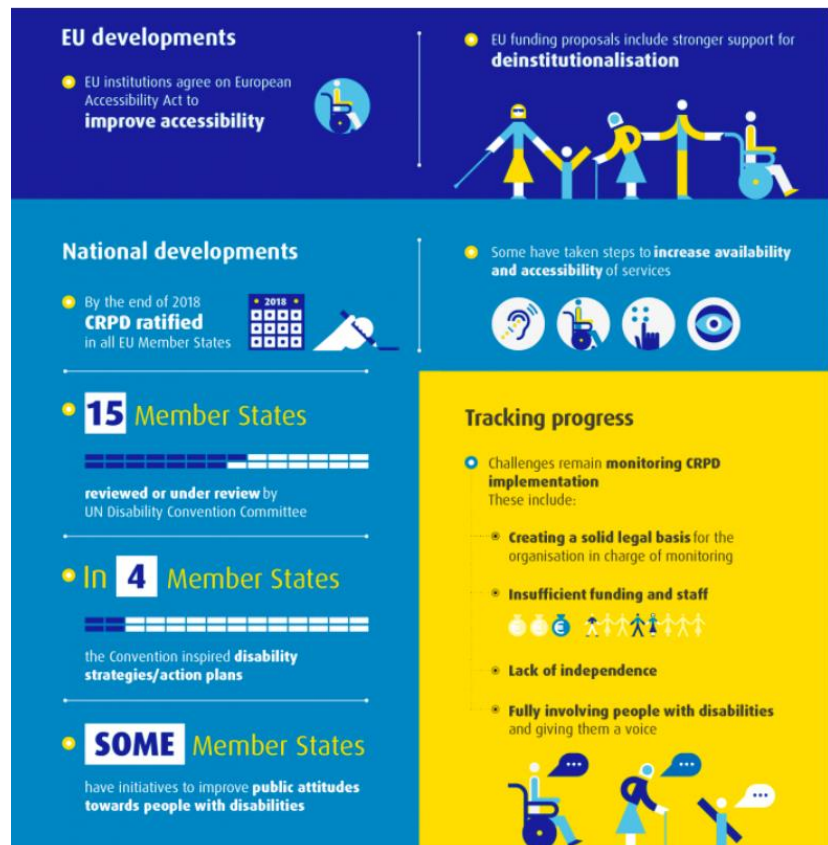 EU developments
EU institutions agree on European
Accessibility Act to
improve accessibility
EU funding proposals include stronger support for
deinstitutionalisation
National developments
By the end of 2018
CRPD ratified
in all EU Member States
2018
Some have taken steps to increase availability
and accessibility of services
15 Member States
reviewed or under review by
UN Disability Convention Committee
In 4 Member States
the Convention inspired disability
strategies/action plans
SOME Member States
have initiatives to improve public attitudes
towards people with disabilities
Tracking progress
Challenges remain monitoring CRPD
implementation
These include:
Creating a solid legal basis for the
organisation in charge of monitoring
Insufficient funding and staff
€ € €
Lack of independence
Fully involving people with disabilities
and giving them a voice